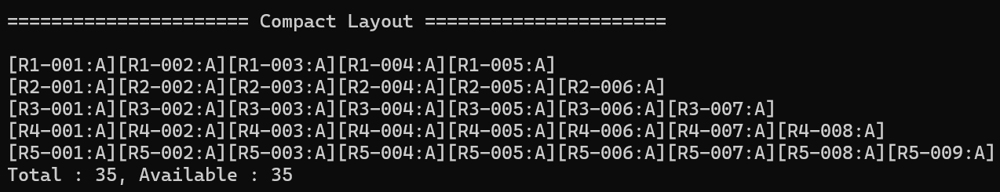 ====================== Compact Layout ======================
[R1-001:A][R1-002:A][R1-003:A][R1-004:A][R1-005:A]
[R2-001:A][R2-002:A][R2-003:A][R2-004:A][R2-005:A][R2-006:A]
[R3-001:A][R3-002:A][R3-003:A][R3-004:A][R3-005:A][R3-006:A][R3-007:A]
[R4-001:A][R4-002:A][R4-003:A][R4-004:A][R4-005:A][R4-006:A][R4-007:A][R4-008:A]
[R5-001:A][R5-002:A][R5-003:A][R5-004:A][R5-005:A][R5-006:A][R5-007:A][R5-008:A][R5-009:A]
Total : 35, Available : 35